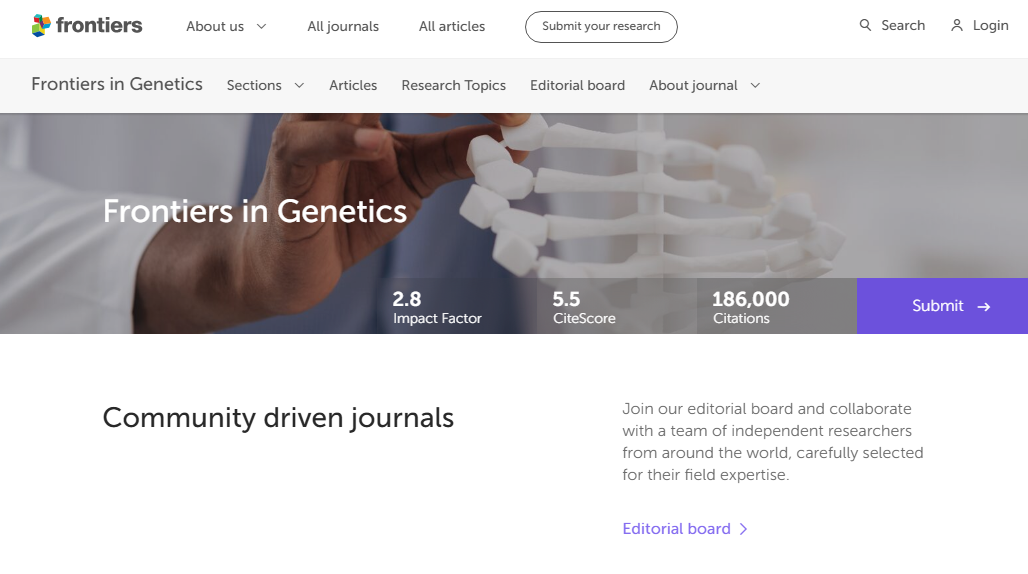 frontiers About us All journals All articles Submit your research Search Login
Frontiers in Genetics Sections Articles Research Topics Editorial board About journal
Frontiers in Genetics
2.8 5.5 186,000
Impact Factor CiteScore Citations Submit →
Community driven journals
Join our editorial board and collaborate
with a team of independent researchers
from around the world, carefully selected
for their field expertise.
Editorial board